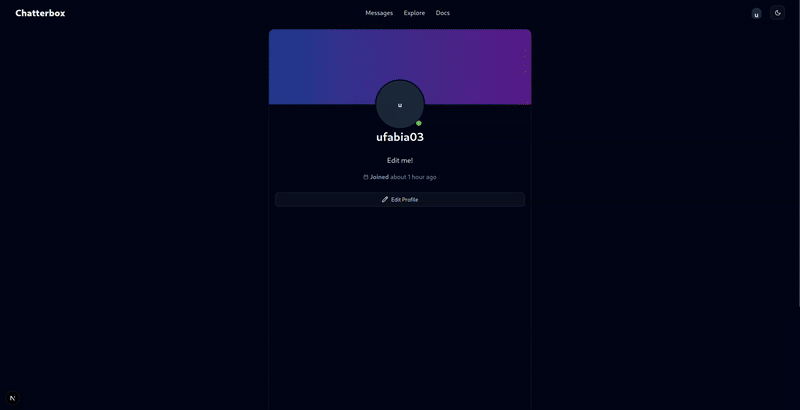 Chatterbox
Messages Explore Docs
u
u
ufabia03
Edit me!
Joined about 1 hour ago
Edit Profile
N